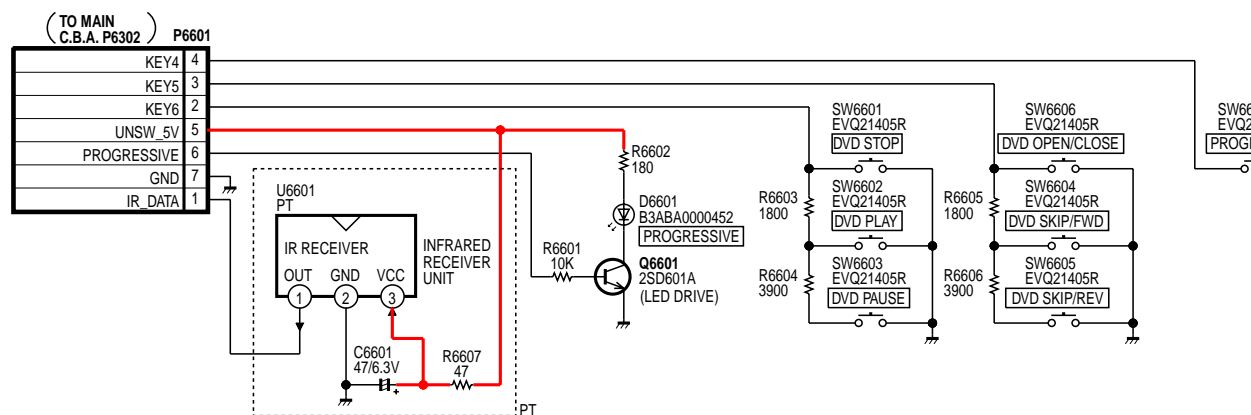 TO MAIN
C.B.A. P6302
P6601
KEY4 4
KEY5 3
KEY6 2
UNSW_5V 5
PROGRESSIVE 6
GND 7
IR_DATA 1
U6601
PT
IR RECEIVER
OUT GND VCC
1 2 3
INFRARED
RECEIVER
UNIT
C6601
47/6.3V
+
R6607
47
PT
R6602
180
D6601
B3ABA0000452
PROGRESSIVE
R6601
10K
Q6601
2SD601A
(LED DRIVE)
SW6601
EVQ21405R
DVD STOP
R6603
1800
SW6602
EVQ21405R
DVD PLAY
R6604
3900
SW6603
EVQ21405R
DVD PAUSE
SW6606
EVQ21405R
DVD OPEN/CLOSE
R6605
1800
SW6604
EVQ21405R
DVD SKIP/FWD
R6606
3900
SW6605
EVQ21405R
DVD SKIP/REV